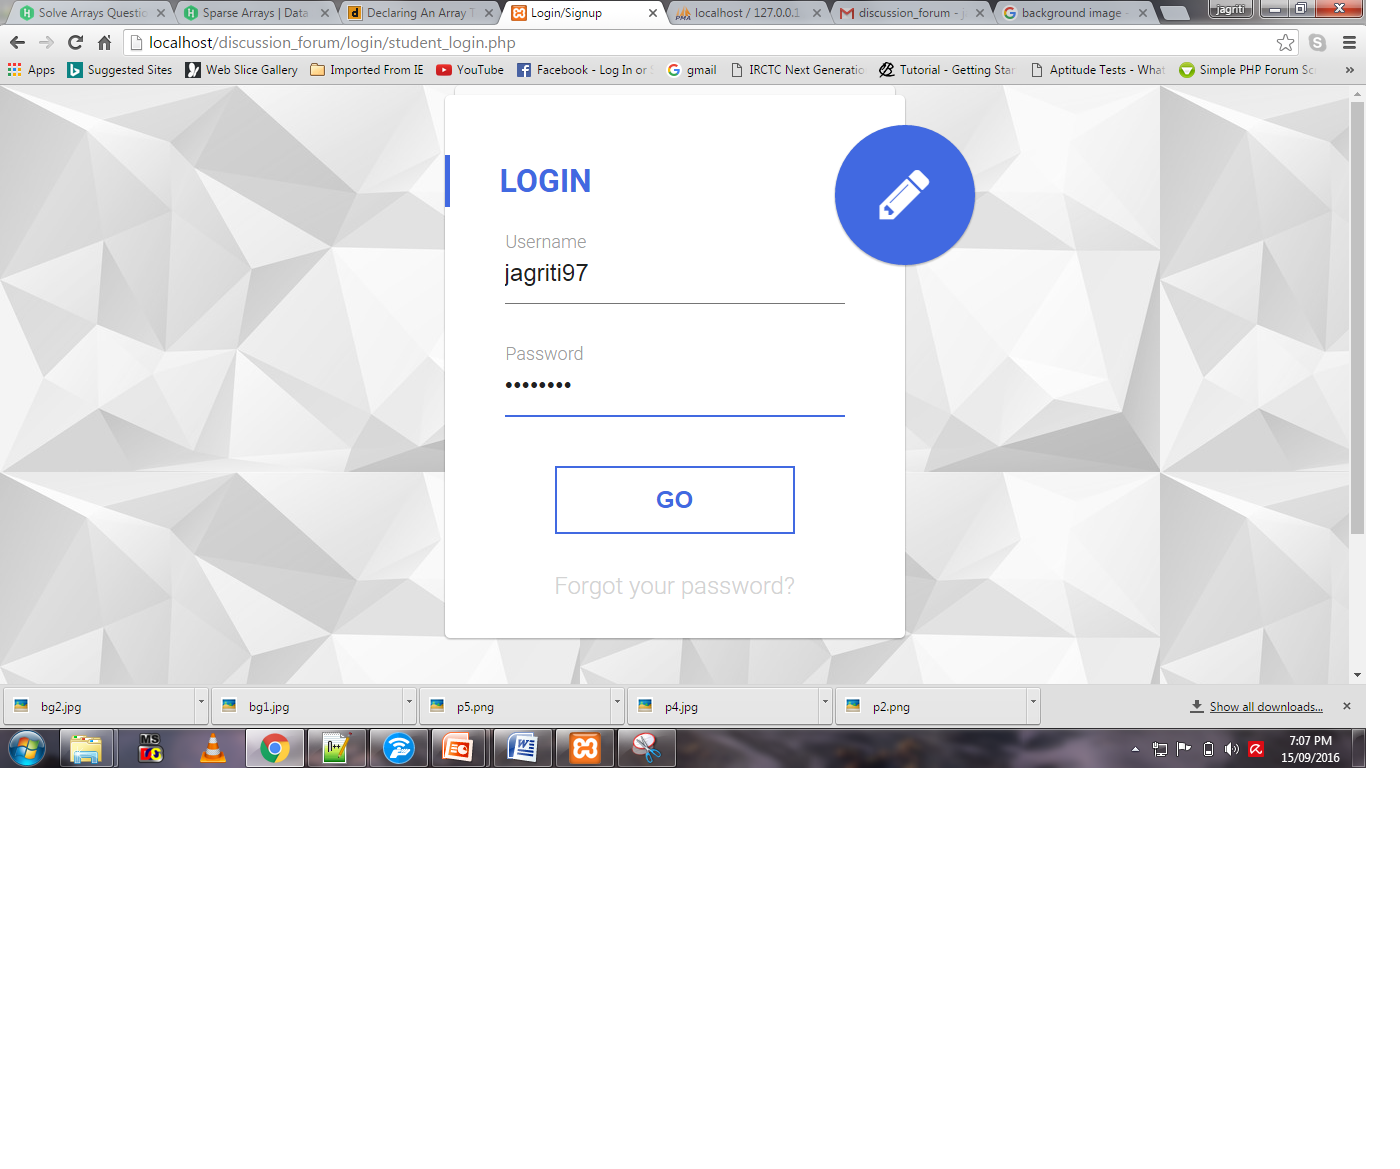 Solve Arrays Questio
Sparse Arrays | Data
Declaring An Array T
Login/Signup
localhost / 127.0.0.1
discussion_forum - j
background image -
jagriti
localhost/discussion_forum/login/student_login.php
Apps
Suggested Sites
Web Slice Gallery
Imported From IE
YouTube
Facebook - Log In or S
gmail
IRCTC Next Generatio
Tutorial - Getting Star
Aptitude Tests - What
Simple PHP Forum Sc
»
LOGIN
Username
jagriti97
Password
••••••••
GO
Forgot your password?
bg2.jpg
bg1.jpg
p5.png
p4.jpg
p2.png
Show all downloads...
7:07 PM
15/09/2016